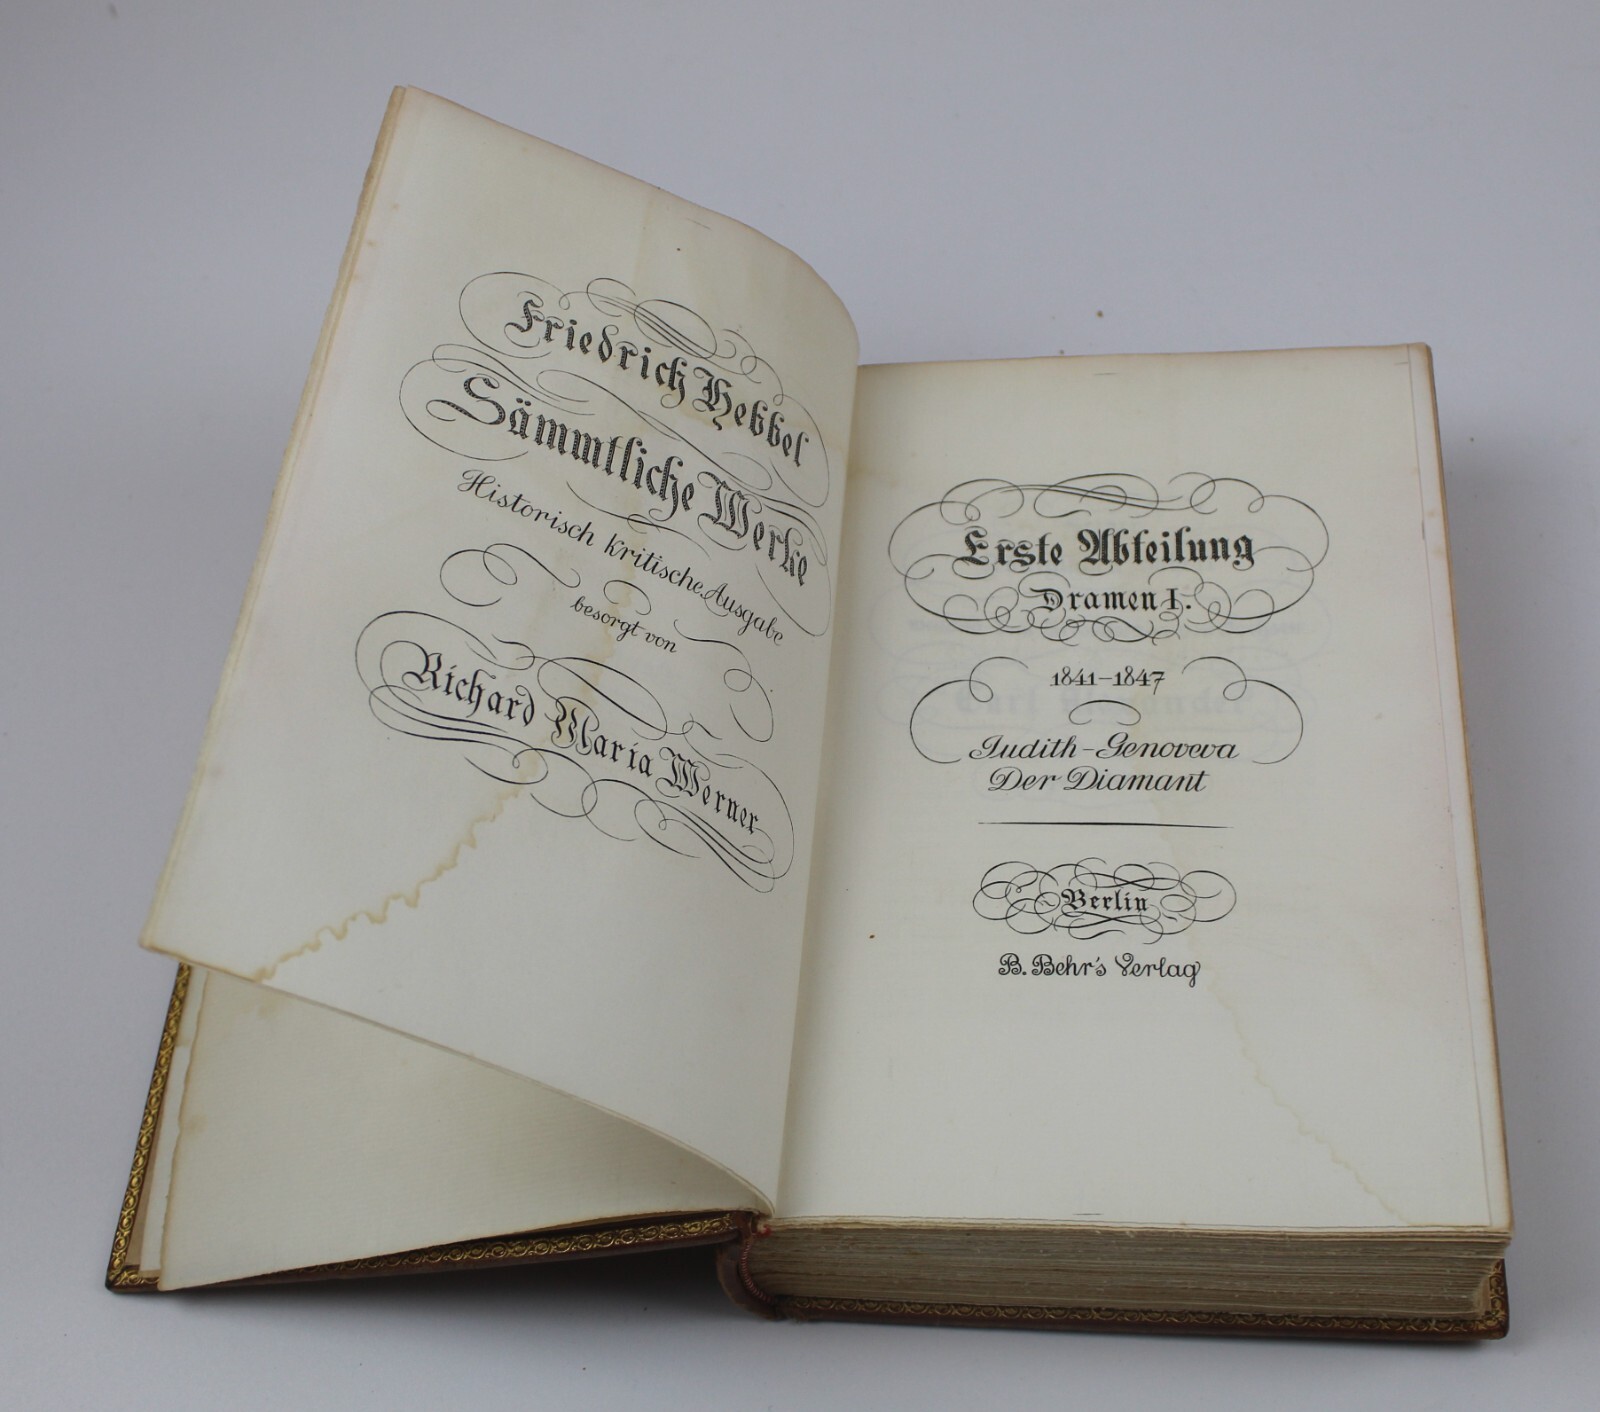 Friedrich Hebbel
Sämmtliche Werke
Historisch kritische Ausgabe
besorgt von
Richard Maria Werner
Erste Abteilung
Dramen I.
1841–1847
Judith – Genoveva
Der Diamant
Berlin
B. Behr's Verlag